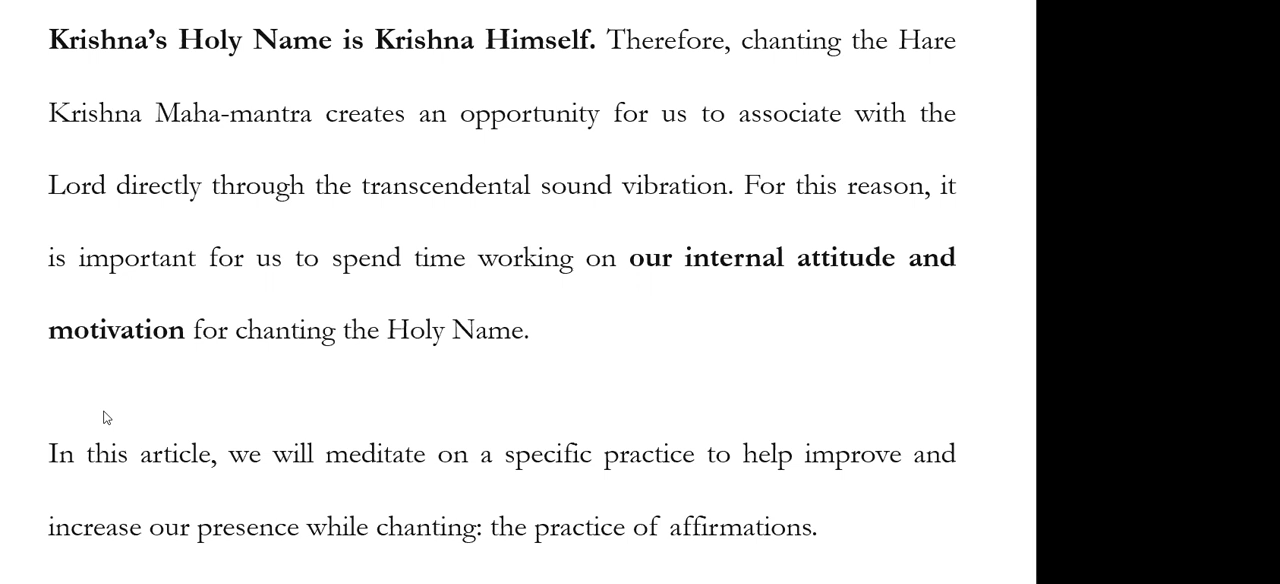 Krishna’s Holy Name is Krishna Himself. Therefore, chanting the Hare
Krishna Maha-mantra creates an opportunity for us to associate with the
Lord directly through the transcendental sound vibration. For this reason, it
is important for us to spend time working on our internal attitude and
motivation for chanting the Holy Name.
In this article, we will meditate on a specific practice to help improve and
increase our presence while chanting: the practice of affirmations.